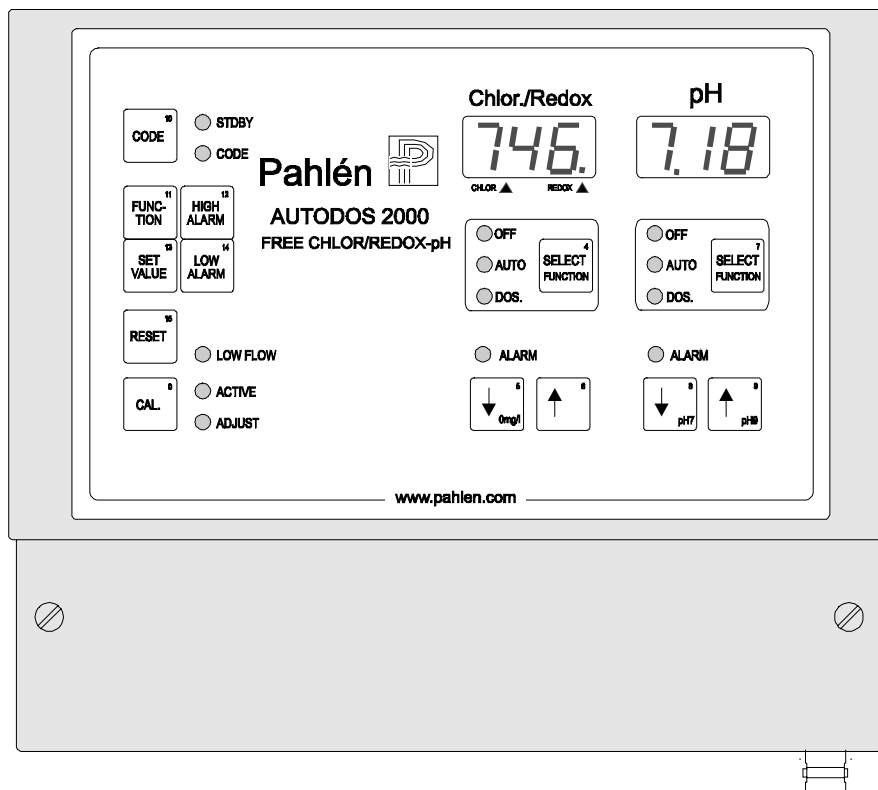 Chlor./Redox
pH
746.
7.18
CHLOR ▲ REDOX ▲
10
CODE
STDBY
CODE
Pahlén
AUTODOS 2000
FREE CHLOR/REDOX-pH
11
FUNC-
TION
12
HIGH
ALARM
13
SET
VALUE
14
LOW
ALARM
15
RESET
LOW FLOW
CAL.
ACTIVE
ADJUST
OFF
AUTO
DOS.
4
SELECT
FUNCTION
OFF
AUTO
DOS.
7
SELECT
FUNCTION
ALARM
5
↓
0mg/l
6
↑
ALARM
8
↓
pH7
9
↑
pH9
www.pahlen.com